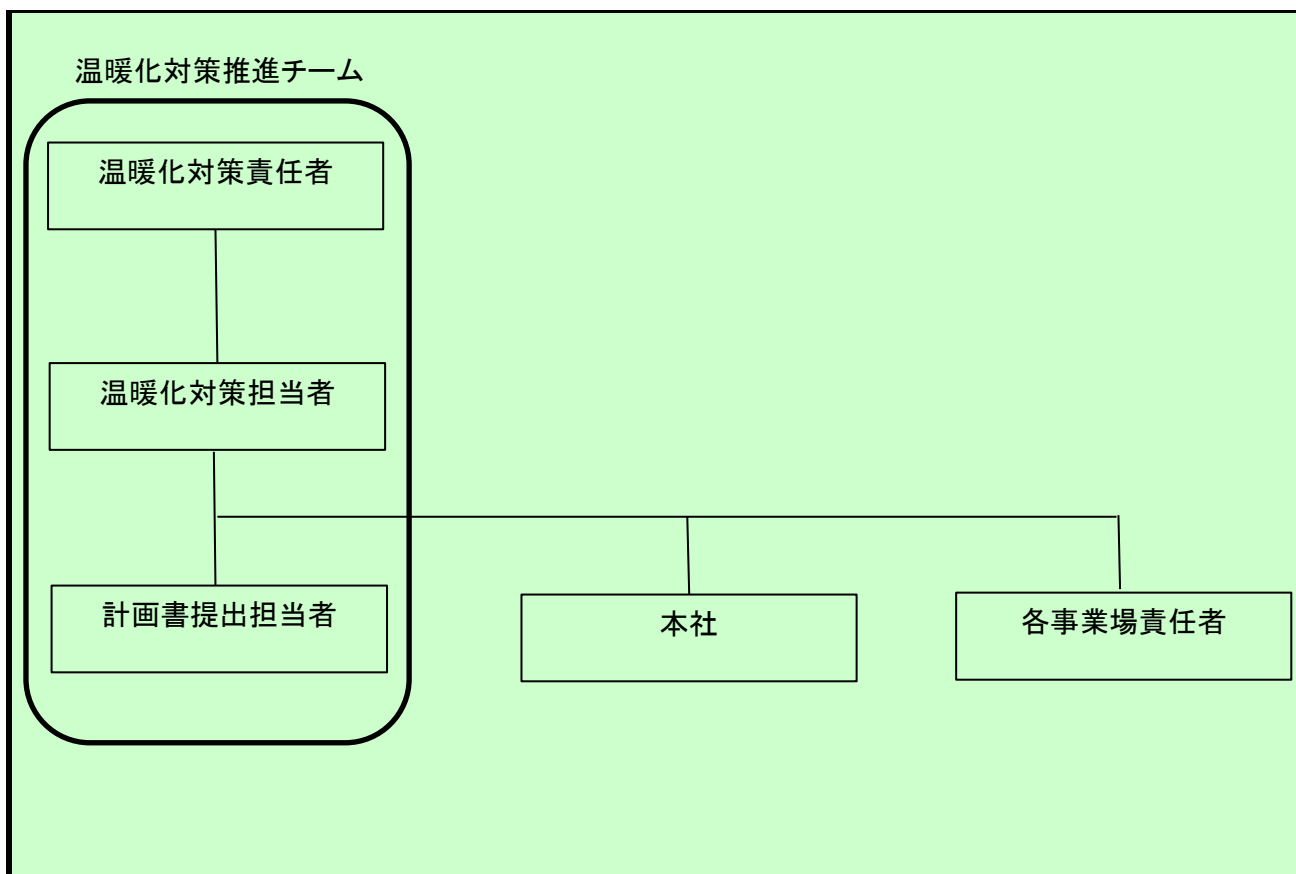 温暖化対策推進チーム
温暖化対策責任者
温暖化対策担当者
計画書提出担当者
本社
各事業場責任者